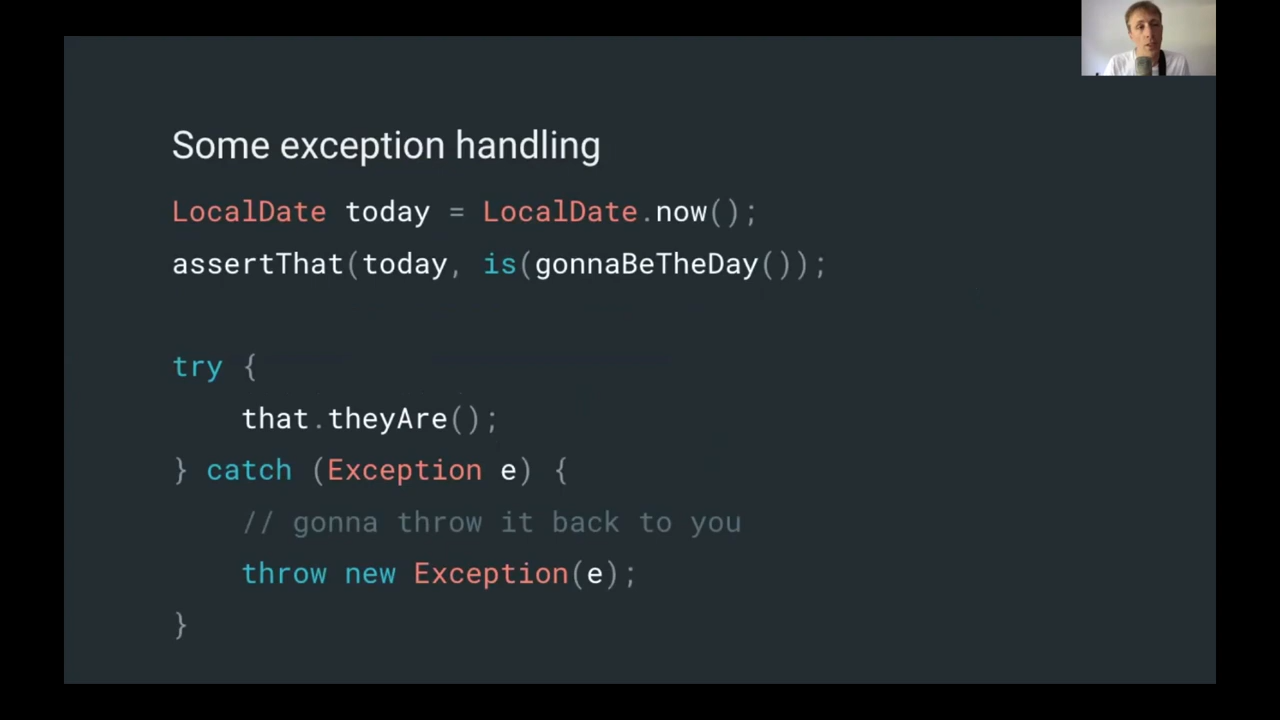 Some exception handling
LocalDate today = LocalDate.now();
assertThat(today, is(gonnaBeTheDay());
try {
that.theyAre();
} catch (Exception e) {
// gonna throw it back to you
throw new Exception(e);
}